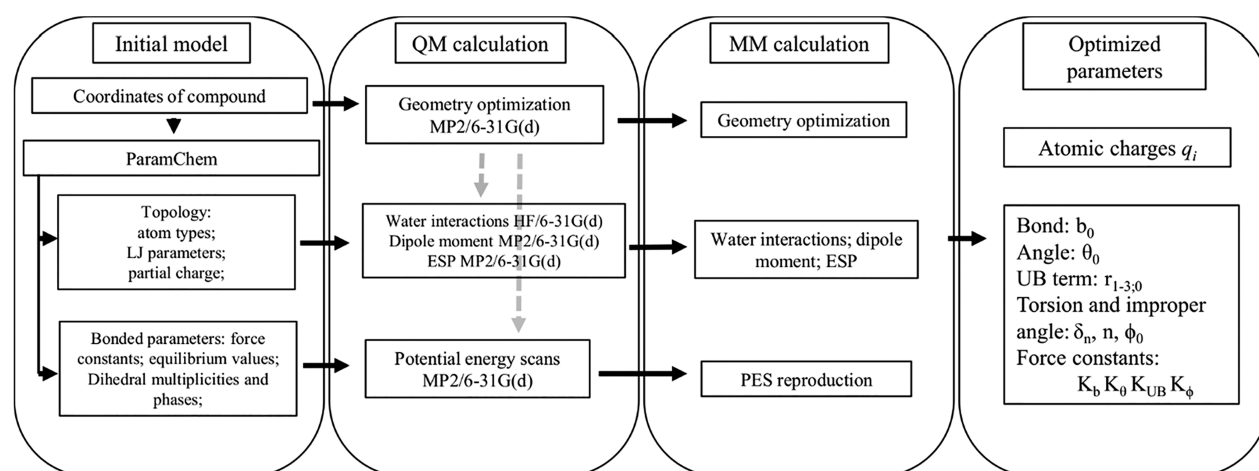 Initial model
Coordinates of compound
ParamChem
Topology:
atom types;
LJ parameters;
partial charge;
Bonded parameters: force
constants; equilibrium values;
Dihedral multiplicities and
phases;
QM calculation
Geometry optimization
MP2/6-31G(d)
Water interactions HF/6-31G(d)
Dipole moment MP2/6-31G(d)
ESP MP2/6-31G(d)
Potential energy scans
MP2/6-31G(d)
MM calculation
Geometry optimization
Water interactions; dipole
moment; ESP
PES reproduction
Optimized
parameters
Atomic charges qᵢ
Bond: b₀
Angle: θ₀
UB term: r₁₋₃;₀
Torsion and improper
angle: δₙ, n, ϕ₀
Force constants:
K_b K_θ K_UB K_ϕ